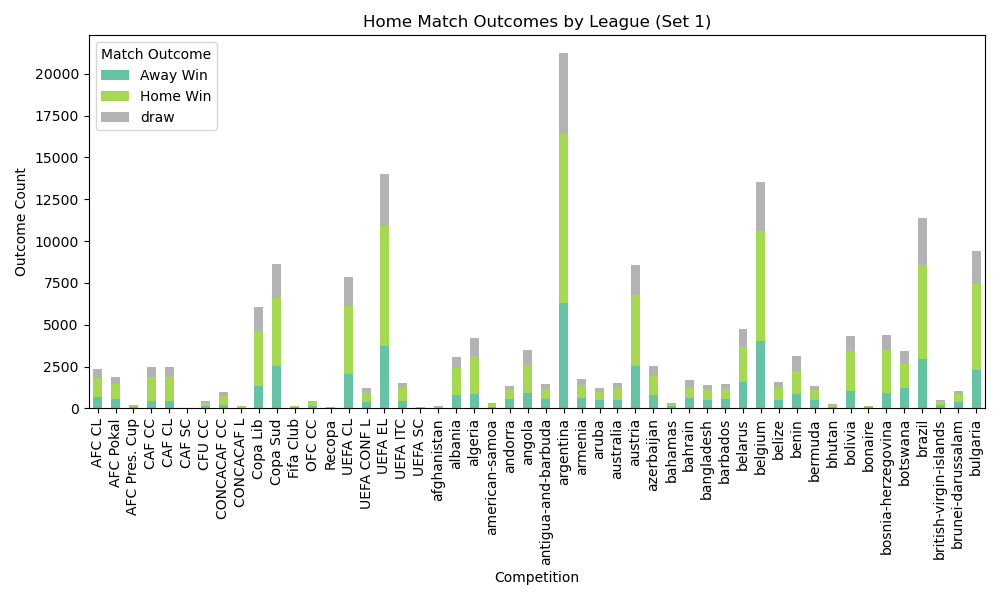 Home Match Outcomes by League (Set 1)
Match Outcome
Away Win
Home Win
draw
Outcome Count
20000
17500
15000
12500
10000
7500
5000
2500
0
AFC CL
AFC Pokal
AFC Pres. Cup
CAF CC
CAF CL
CAF SC
CFU CC
CONCACAF CC
CONCACAF L
Copa Lib
Copa Sud
Fifa Club
OFC CC
Recopa
UEFA CL
UEFA CONF L
UEFA EL
UEFA ITC
UEFA SC
afghanistan
albania
algeria
american-samoa
andorra
angola
antigua-and-barbuda
argentina
armenia
aruba
australia
austria
azerbaijan
bahamas
bahrain
bangladesh
barbados
belarus
belgium
belize
benin
bermuda
bhutan
bolivia
bonaire
bosnia-herzegovina
botswana
brazil
british-virgin-islands
brunei-darussalam
bulgaria
Competition